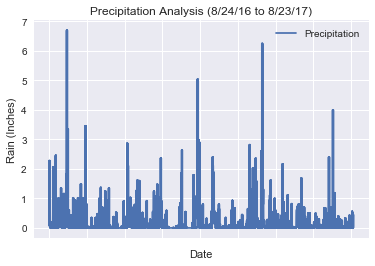 Precipitation Analysis (8/24/16 to 8/23/17)
Precipitation
Rain (Inches)
7
6
5
4
3
2
1
0
Date